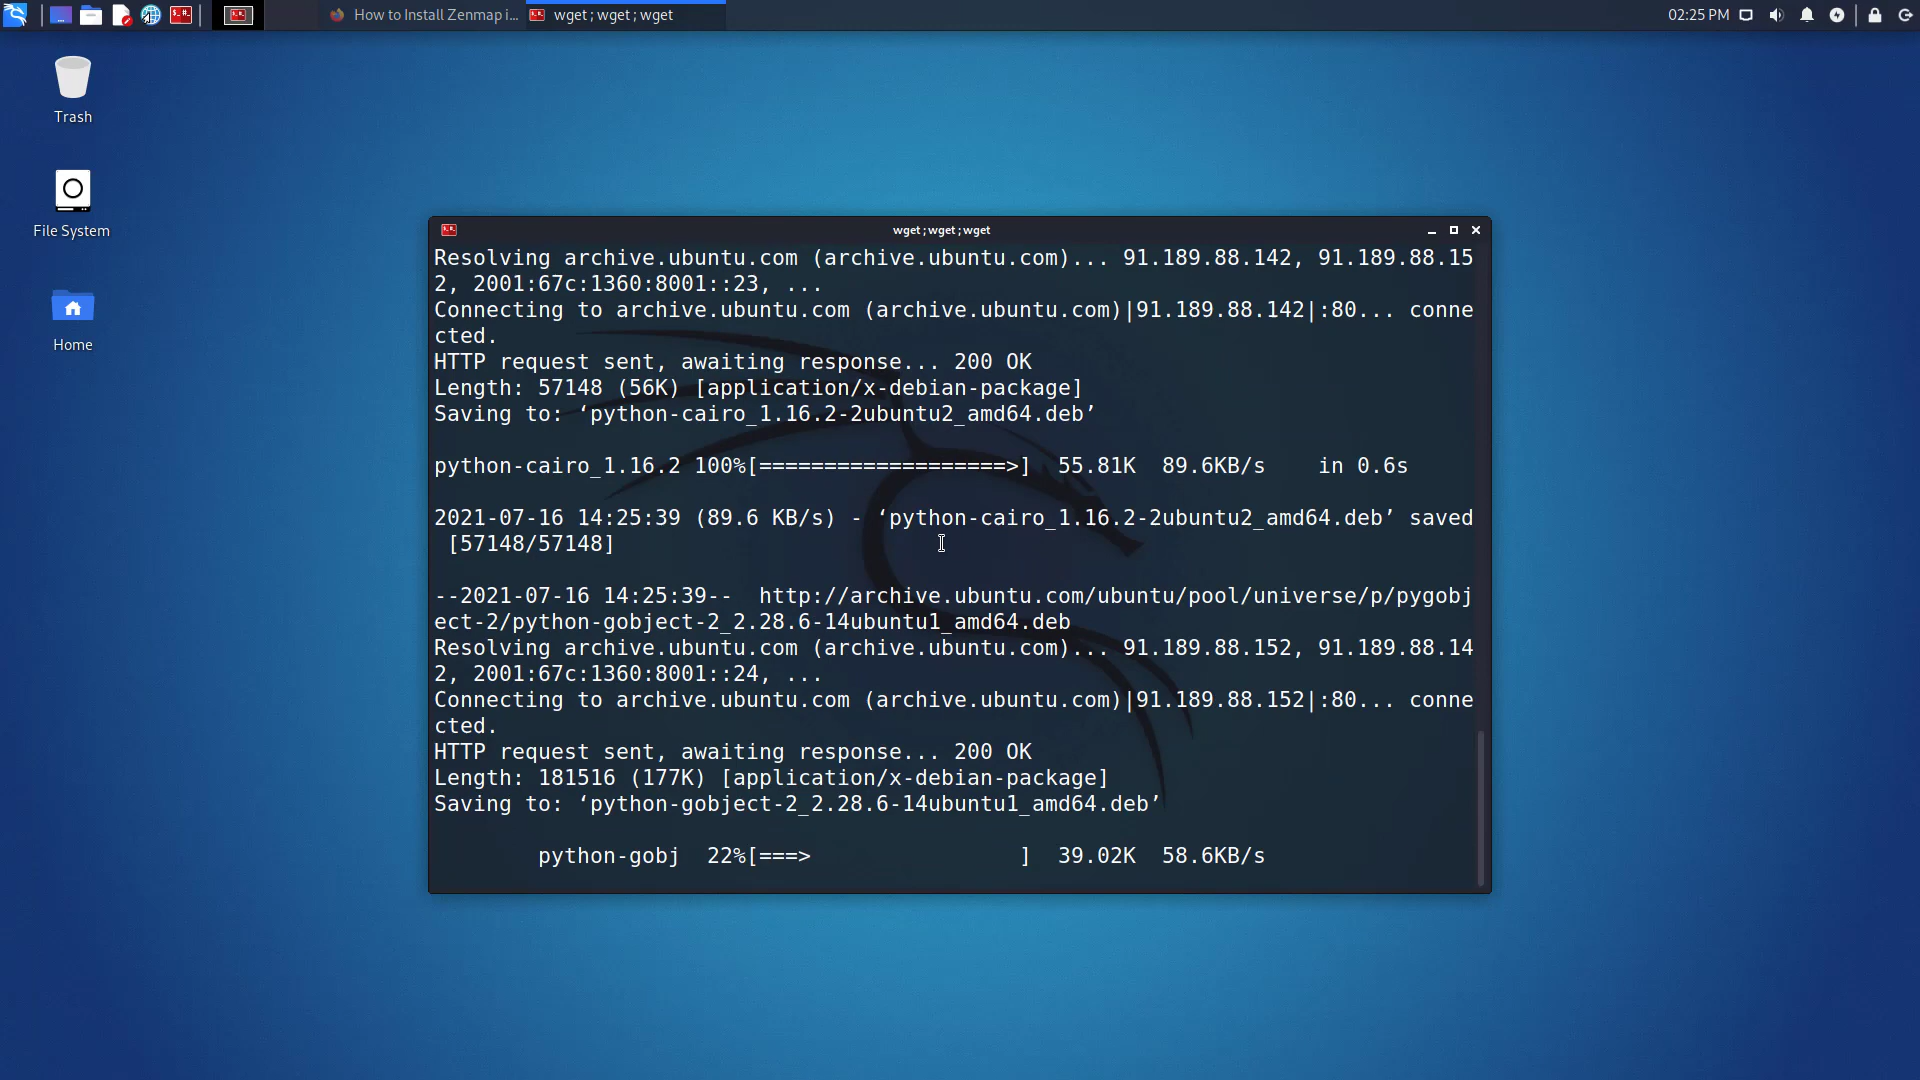 How to Install Zenmap i...
wget ; wget ; wget
02:25 PM
Trash
File System
Home
wget ; wget ; wget
Resolving archive.ubuntu.com (archive.ubuntu.com)... 91.189.88.142, 91.189.88.15
2, 2001:67c:1360:8001::23, ...
Connecting to archive.ubuntu.com (archive.ubuntu.com)|91.189.88.142|:80... conne
cted.
HTTP request sent, awaiting response... 200 OK
Length: 57148 (56K) [application/x-debian-package]
Saving to: ‘python-cairo_1.16.2-2ubuntu2_amd64.deb’
python-cairo_1.16.2 100%[===================>]  55.81K  89.6KB/s    in 0.6s
2021-07-16 14:25:39 (89.6 KB/s) - ‘python-cairo_1.16.2-2ubuntu2_amd64.deb’ saved
[57148/57148]
--2021-07-16 14:25:39--  http://archive.ubuntu.com/ubuntu/pool/universe/p/pygobj
ect-2/python-gobject-2_2.28.6-14ubuntu1_amd64.deb
Resolving archive.ubuntu.com (archive.ubuntu.com)... 91.189.88.152, 91.189.88.14
2, 2001:67c:1360:8001::24, ...
Connecting to archive.ubuntu.com (archive.ubuntu.com)|91.189.88.152|:80... conne
cted.
HTTP request sent, awaiting response... 200 OK
Length: 181516 (177K) [application/x-debian-package]
Saving to: ‘python-gobject-2_2.28.6-14ubuntu1_amd64.deb’
python-gobj  22%[===>                ]  39.02K  58.6KB/s